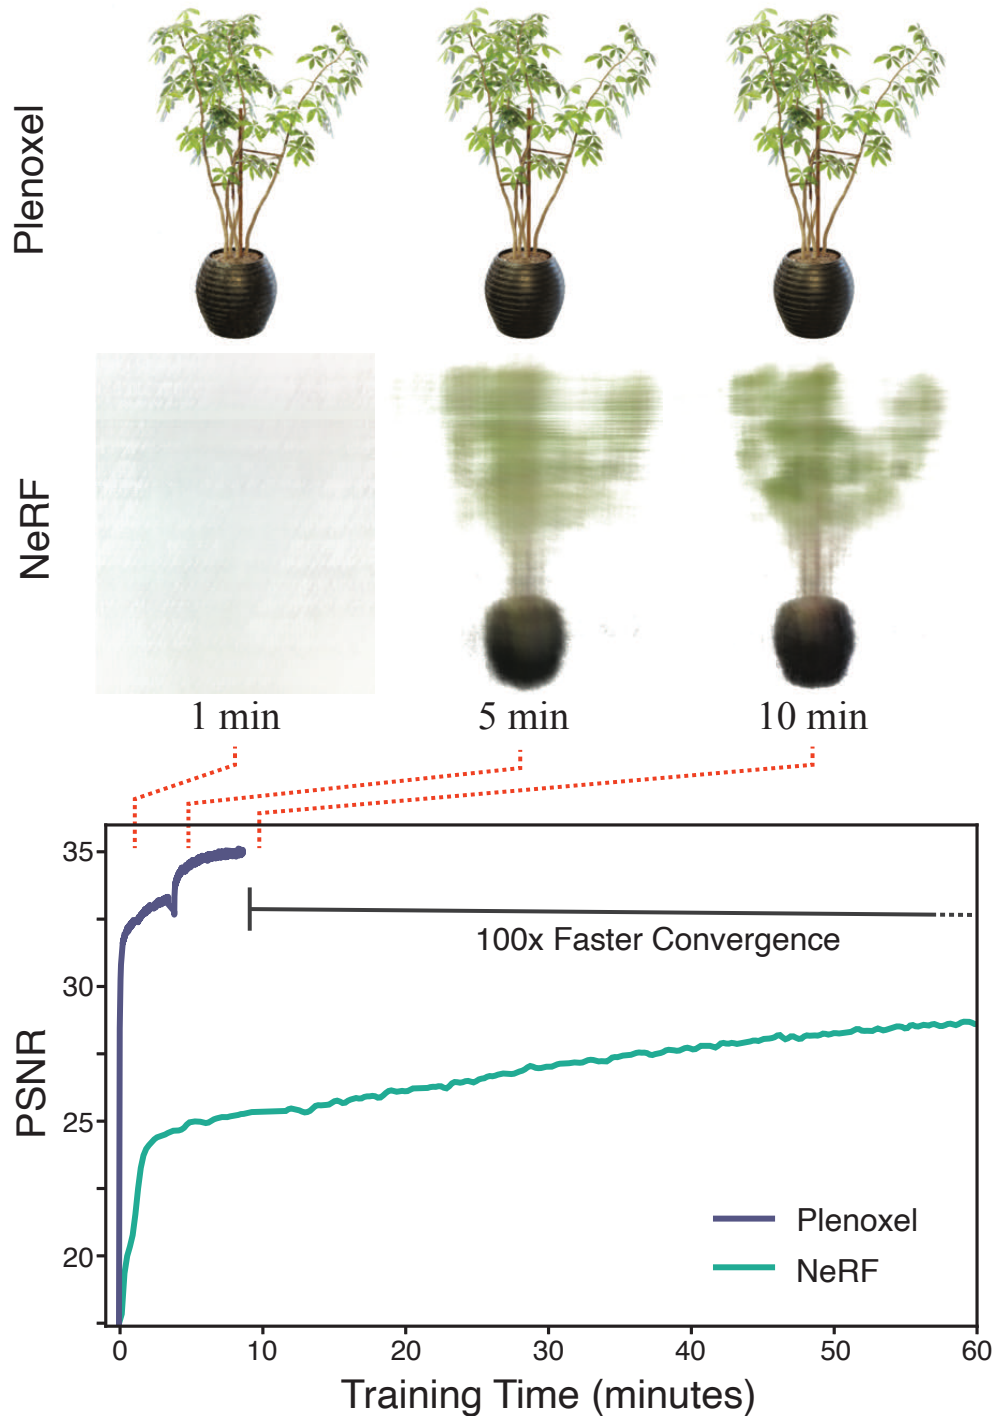 Plenoxel
NeRF
1 min
5 min
10 min
35
30
25
20
PSNR
100x Faster Convergence
Plenoxel
NeRF
0
10
20
30
40
50
60
Training Time (minutes)